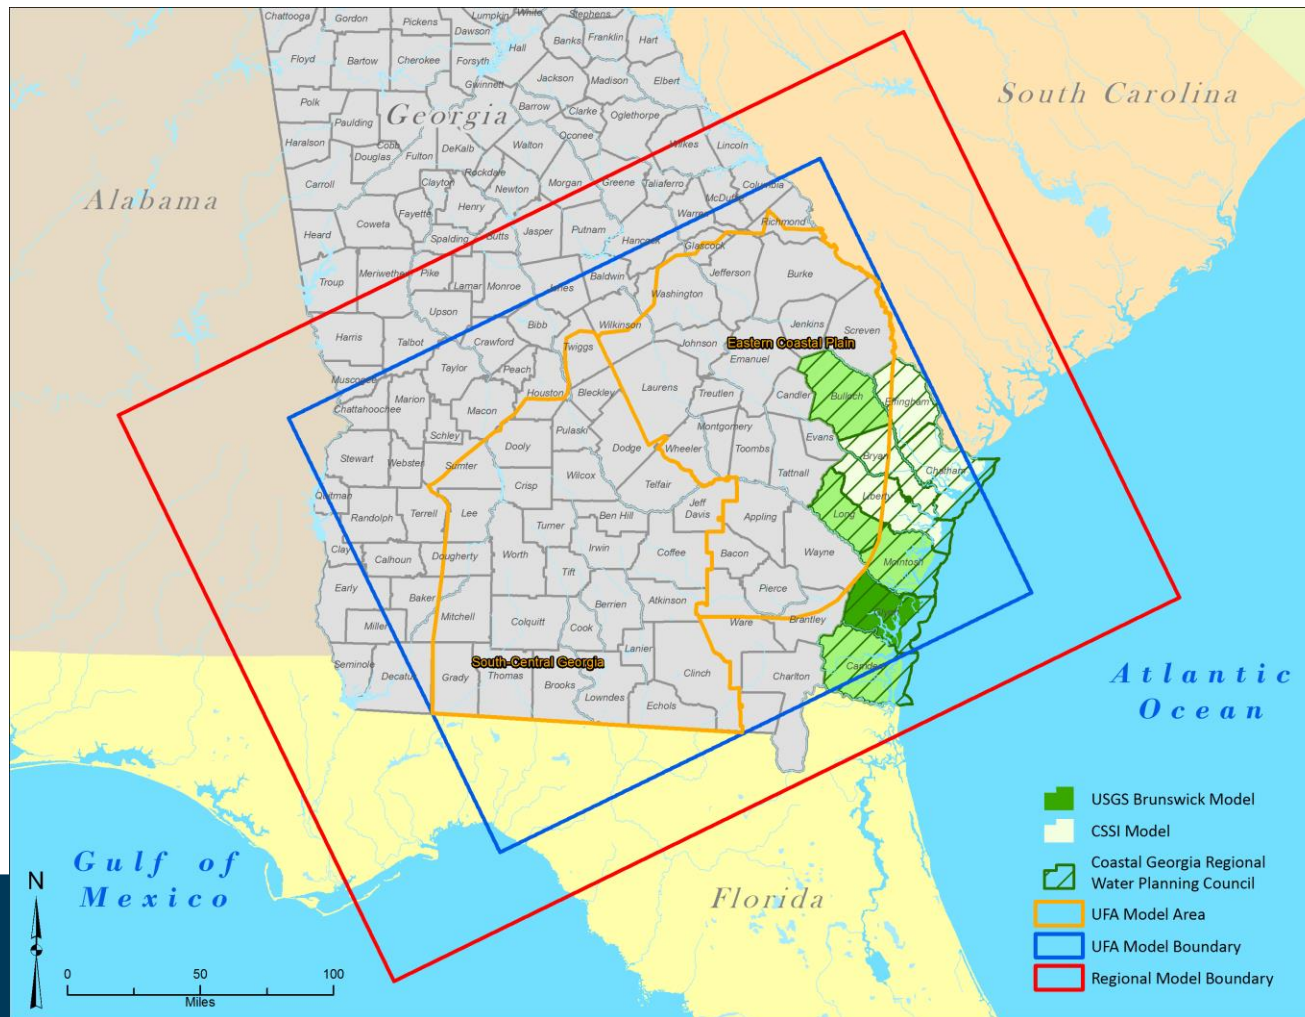 Chattooga
Gordon
Pickens
Lumpkin
White
Stephens
Dawson
Hall
Banks
Franklin
Hart
Floyd
Bartow
Cherokee
Forsyth
Jackson
Madison
Elbert
Gwinnett
South Carolina
Polk
Paulding
Georgia
Barrow
Clarke
Oglethorpe
Haralson
Cobb
Oconee
Douglas
Fulton
DeKalb
Walton
Wilkes
Lincoln
Rockdale
Carroll
Clayton
Newton
Morgan
Greene
Taliaferro
Columbia
Alabama
Fayette
Henry
McDuffie
Coweta
Warren
Richmond
Heard
Spalding
Butts
Jasper
Putnam
Hancock
Glascock
Meriwether
Pike
Troup
Lamar
Monroe
Jones
Baldwin
Jefferson
Burke
Washington
Upson
Bibb
Wilkinson
Jenkins
Screven
Harris
Talbot
Crawford
Twiggs
Johnson
Eastern Coastal Plain
Emanuel
Taylor
Peach
Muscogee
Houston
Bleckley
Laurens
Treutlen
Candler
Bulloch
Effingham
Chattahoochee
Marion
Macon
Schley
Pulaski
Montgomery
Evans
Stewart
Webster
Sumter
Dooly
Dodge
Wheeler
Toombs
Bryan
Chatham
Tattnall
Quitman
Crisp
Wilcox
Telfair
Liberty
Randolph
Terrell
Lee
Jeff
Davis
Long
Turner
Ben Hill
Appling
Clay
Calhoun
Dougherty
Worth
Irwin
Coffee
Bacon
Wayne
McIntosh
Early
Baker
Tift
Pierce
Mitchell
Berrien
Atkinson
Miller
Colquitt
Cook
Ware
Brantley
Glynn
Lanier
Seminole
Decatur
South-Central Georgia
Clinch
Charlton
Camden
Grady
Thomas
Brooks
Lowndes
Echols
Atlantic
Ocean
Gulf of
Mexico
Florida
USGS Brunswick Model
CSSI Model
Coastal Georgia Regional
Water Planning Council
UFA Model Area
UFA Model Boundary
Regional Model Boundary
N
0 50 100
Miles